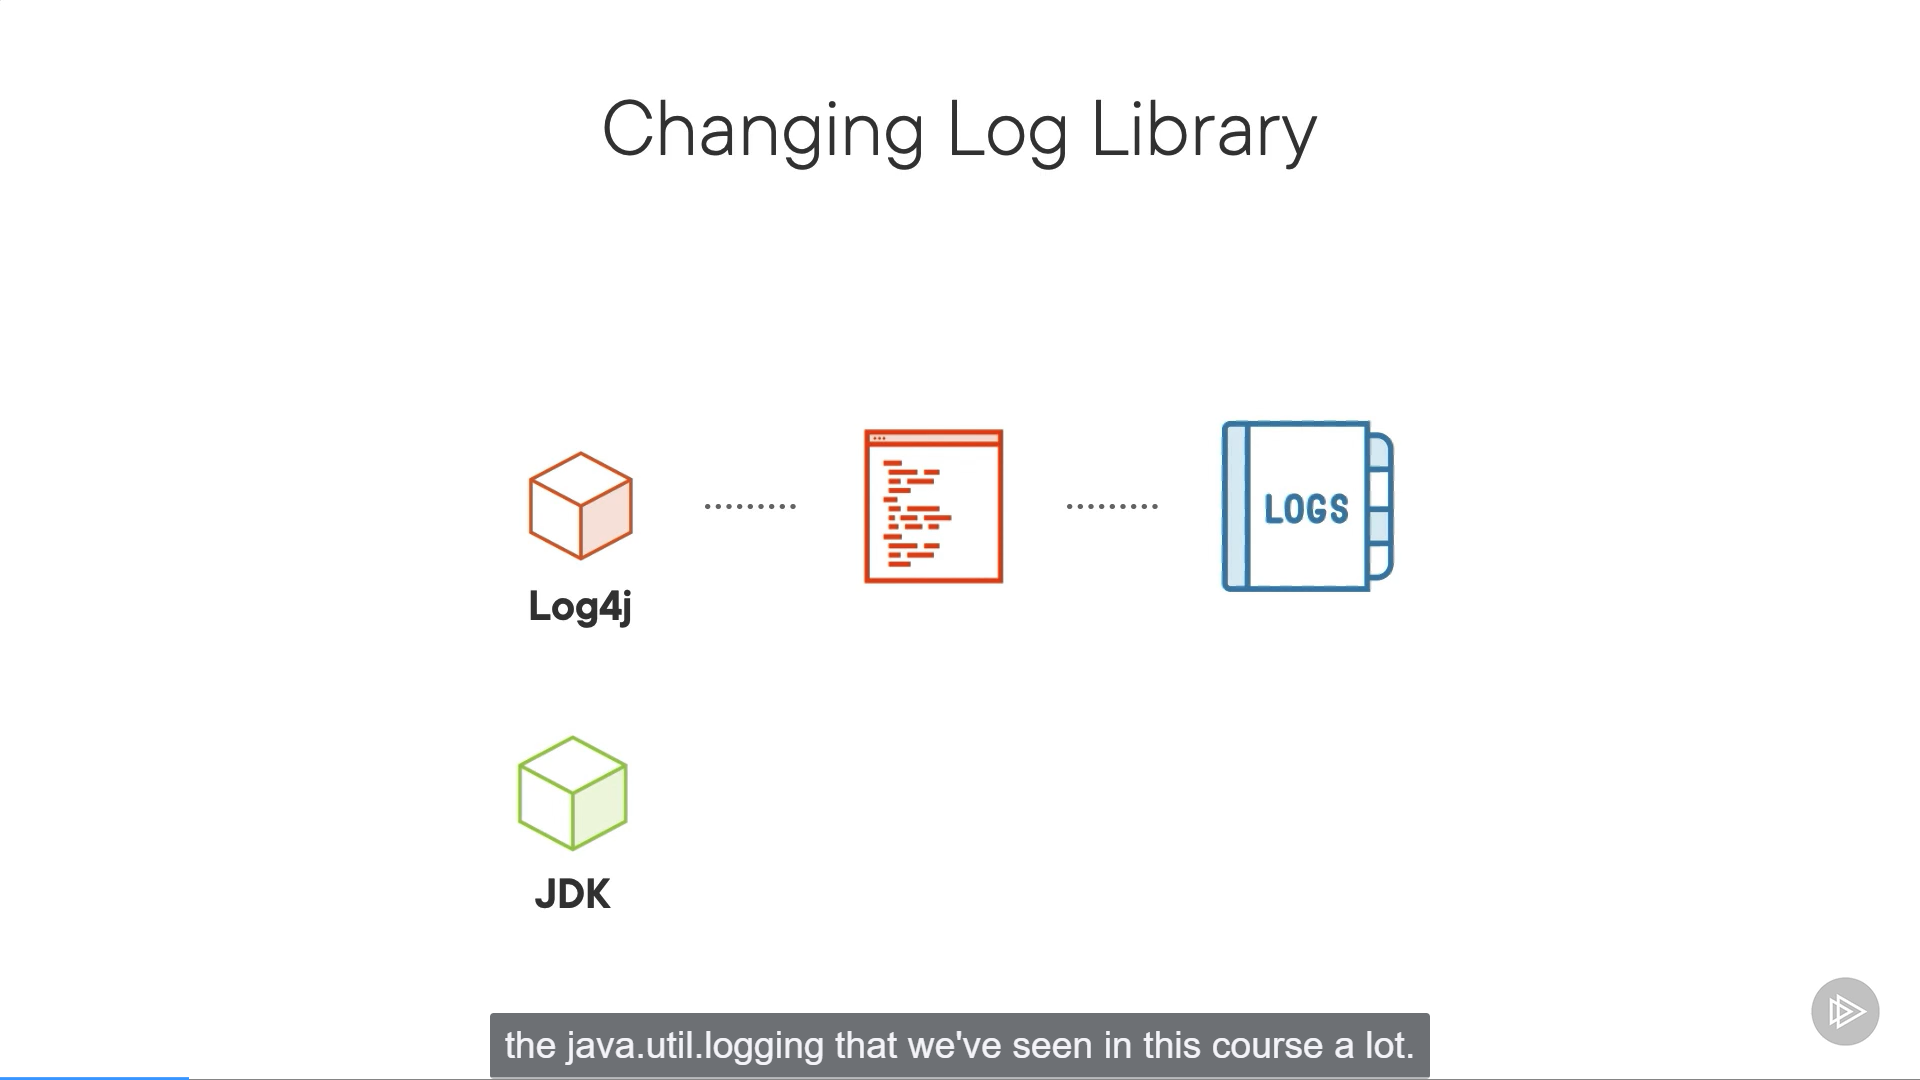 Changing Log Library
LOGS
Log4j
JDK
the java.util.logging that we've seen in this course a lot.